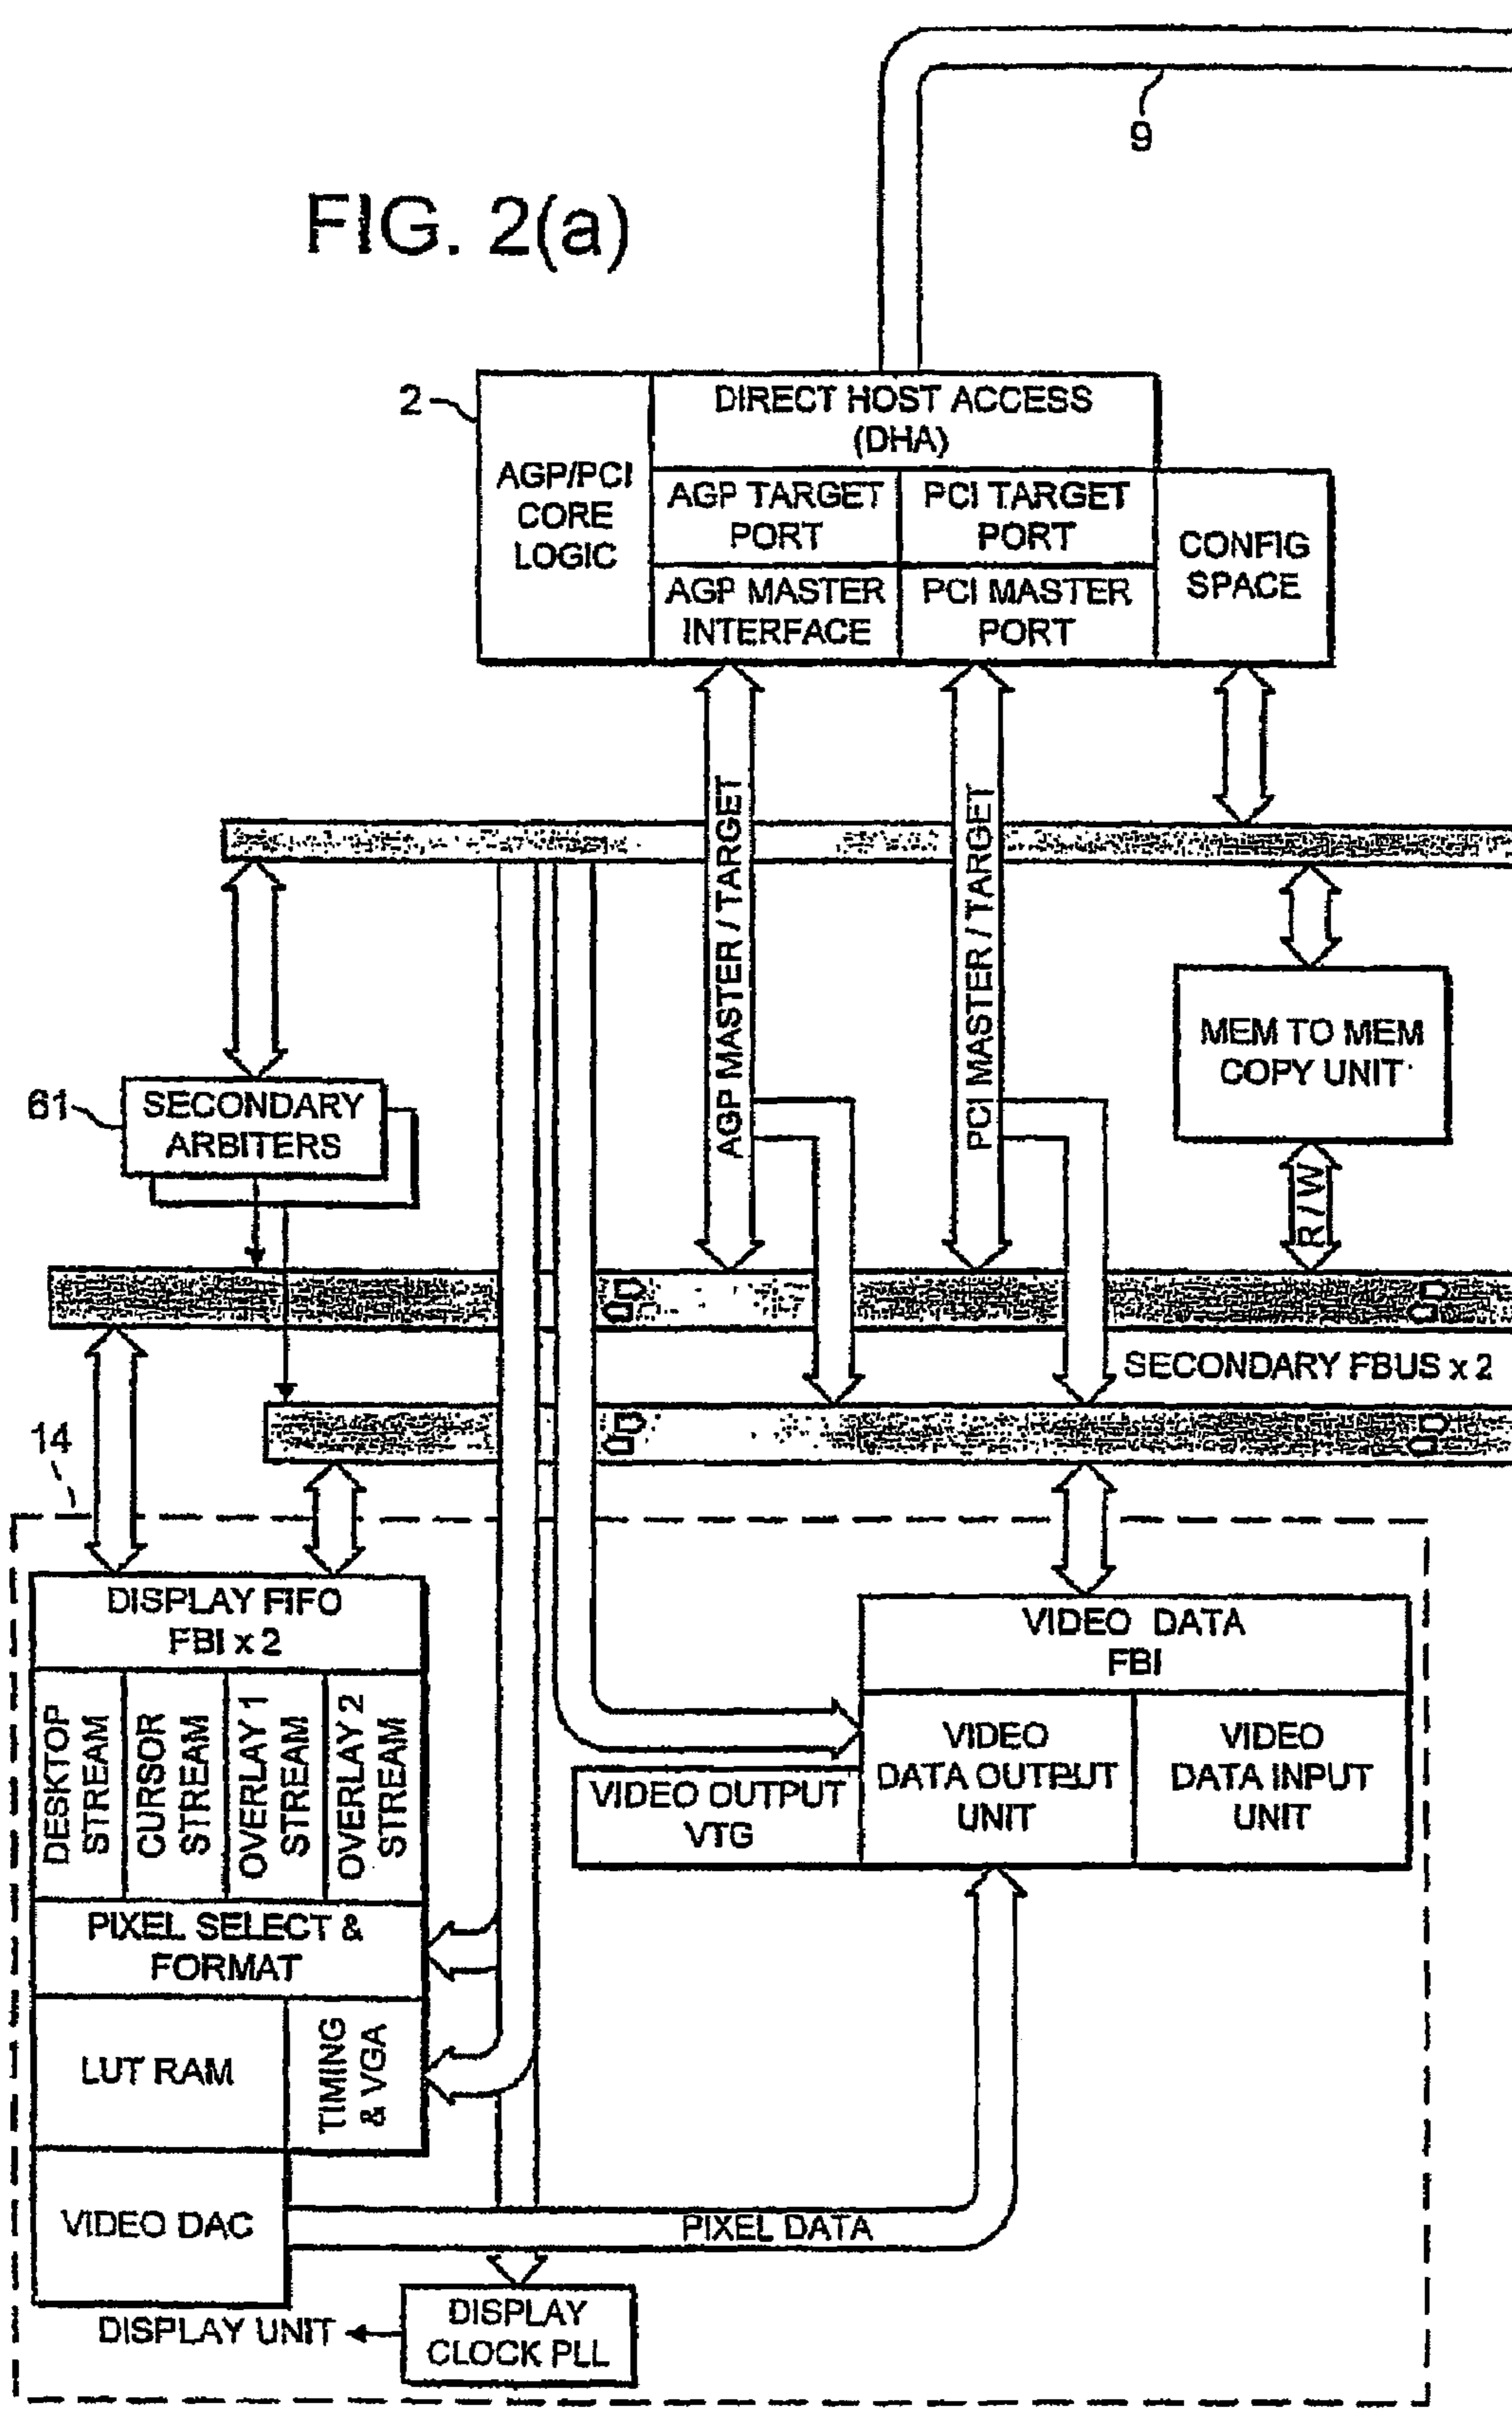 9
FIG. 2(a)
2
DIRECT HOST ACCESS
(DHA)
AGP/PCI
CORE
LOGIC
AGP TARGET
PORT
PCI TARGET
PORT
CONFIG
SPACE
AGP MASTER
INTERFACE
PCI MASTER
PORT
AGP MASTER / TARGET
PCI MASTER / TARGET
MEM TO MEM
COPY UNIT
61
SECONDARY
ARBITERS
R / W
SECONDARY FBUS x 2
14
DISPLAY FIFO
FBI x 2
DESKTOP
STREAM
CURSOR
STREAM
OVERLAY 1
STREAM
OVERLAY 2
STREAM
VIDEO DATA
FBI
VIDEO
DATA OUTPUT
UNIT
VIDEO
DATA INPUT
UNIT
VIDEO OUTPUT
VTG
PIXEL SELECT &
FORMAT
LUT RAM
TIMING
& VGA
VIDEO DAC
PIXEL DATA
DISPLAY UNIT
DISPLAY
CLOCK PLL